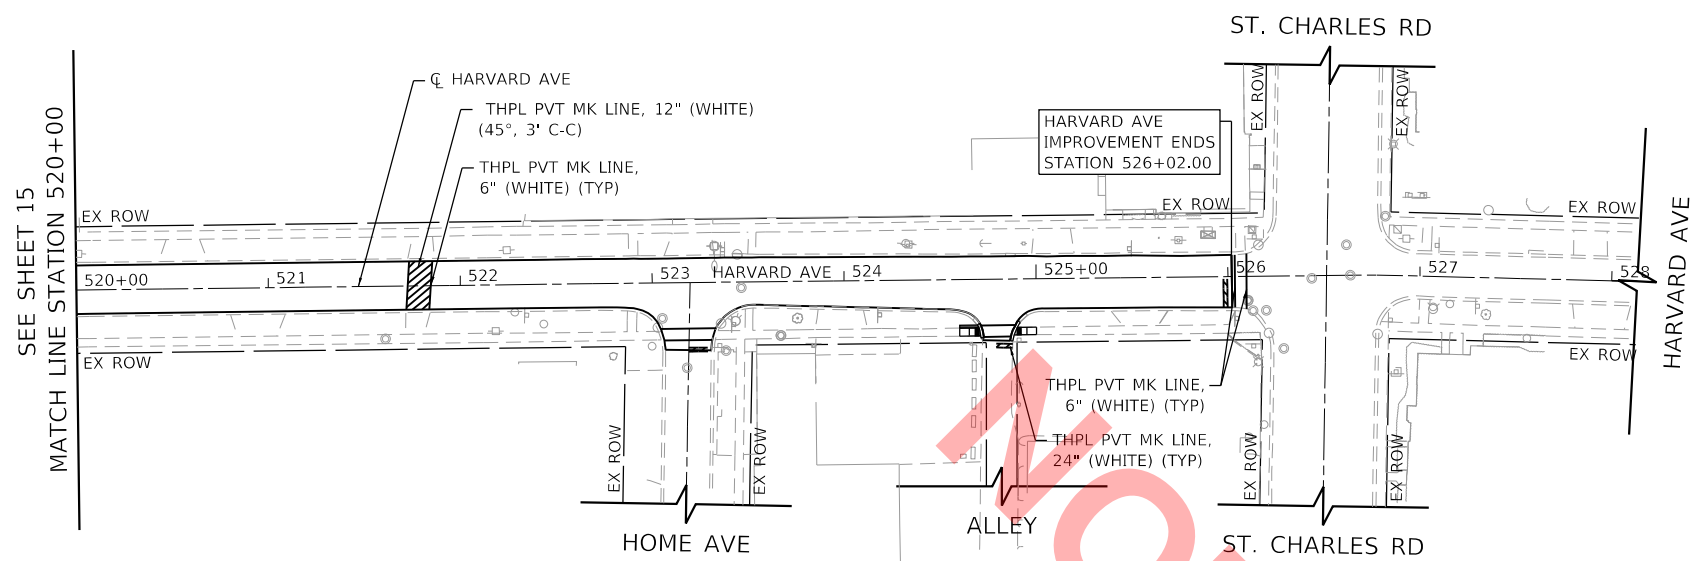 ST. CHARLES RD
℄ HARVARD AVE
THPL PVT MK LINE, 12" (WHITE)
(45°, 3' C-C)
THPL PVT MK LINE,
6" (WHITE) (TYP)
HARVARD AVE
IMPROVEMENT ENDS
STATION 526+02.00
EX ROW
EX ROW
SEE SHEET 15
MATCH LINE STATION 520+00
EX ROW
EX ROW
EX ROW
520+00
521
522
523
HARVARD AVE
524
525+00
526
527
528
HARVARD AVE
EX ROW
EX ROW
THPL PVT MK LINE,
6" (WHITE) (TYP)
THPL PVT MK LINE,
24" (WHITE) (TYP)
EX ROW
EX ROW
EX ROW
EX ROW
HOME AVE
ALLEY
ST. CHARLES RD